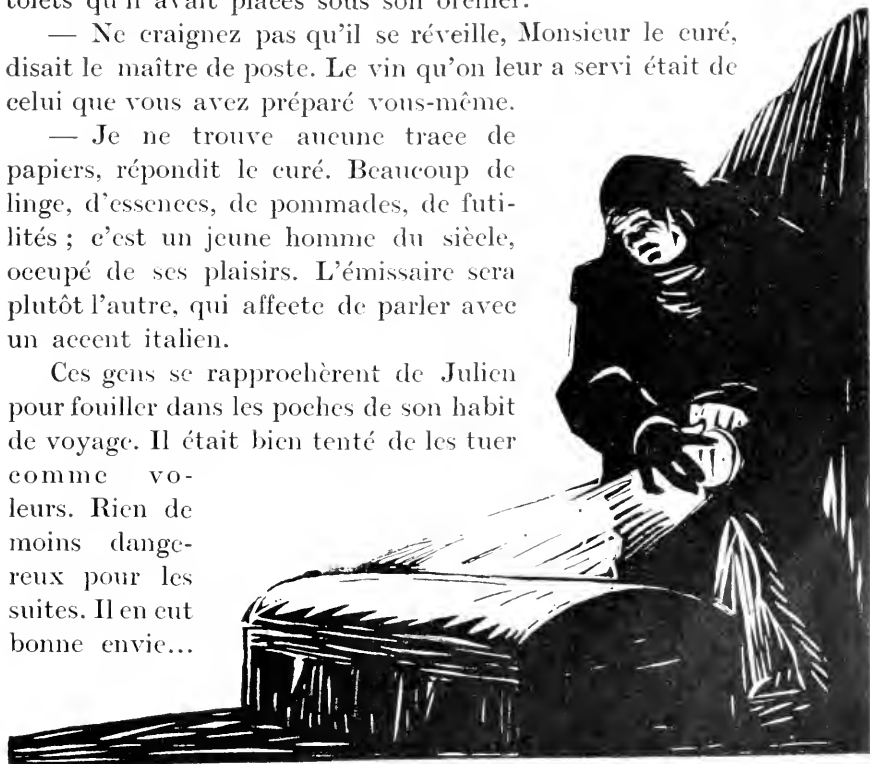 tolets qu'il avait placés sous son oreiller.
— Ne craignez pas qu'il se réveille, Monsieur le curé,
disait le maître de poste. Le vin qu'on leur a servi était de
celui que vous avez préparé vous-même.
— Je ne trouve aucune trace de
papiers, répondit le curé. Beaucoup de
linge, d'essences, de pommades, de futi-
lités ; c'est un jeune homme du siècle,
occupé de ses plaisirs. L'émissaire sera
plutôt l'autre, qui affecte de parler avec
un accent italien.
Ces gens se rapprochèrent de Julien
pour fouiller dans les poches de son habit
de voyage. Il était bien tenté de les tuer
comme vo-
leurs. Rien de
moins dange-
reux pour les
suites. Il en eut
bonne envie...